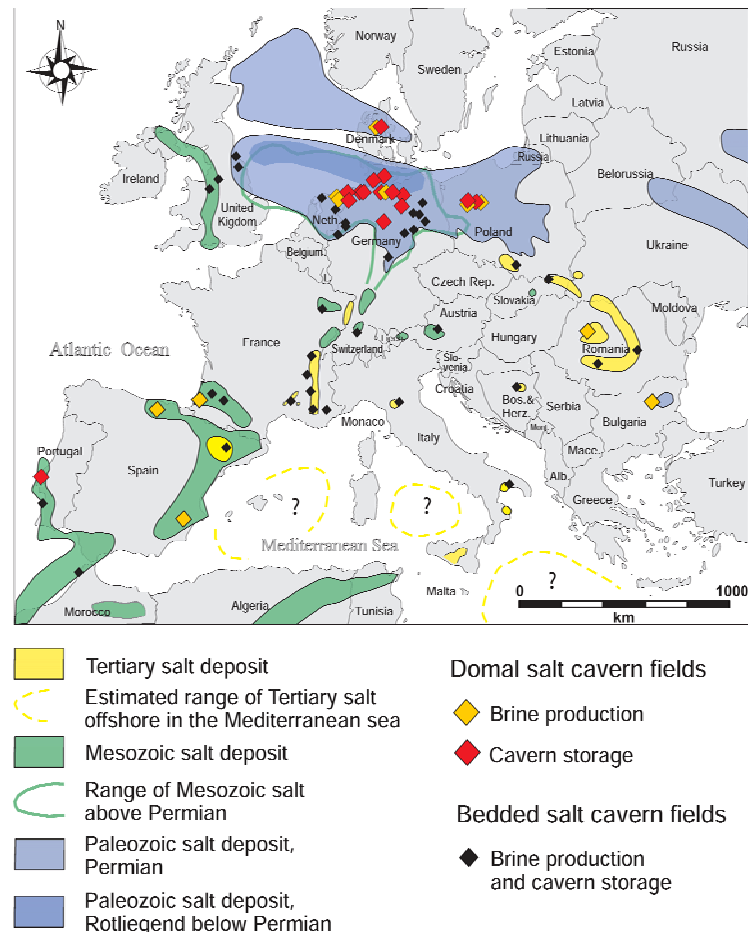 N
Norway
Sweden
Estonia
Russia
Latvia
Denmark
Lithuania
Russia
Belorussia
Ireland
United
Kingdom
Neth.
Germany
Poland
Ukraine
Belgium
L
Czech Rep.
Slovakia
Moldova
France
Switzerland
Liecht.
Austria
Hungary
Romania
Atlantic Ocean
Slo-
venia
Croatia
Bos.&
Herz.
Serbia
Bulgaria
Monaco
Italy
Mon.
Macc.
Portugal
Spain
Alb.
Greece
Turkey
?
?
Mediterranean Sea
?
Malta
Morocco
Algeria
Tunisia
0
1000
km
Tertiary salt deposit
Estimated range of Tertiary salt
offshore in the Mediterranean sea
Mesozoic salt deposit
Range of Mesozoic salt
above Permian
Paleozoic salt deposit,
Permian
Paleozoic salt deposit,
Rotliegend below Permian
Domal salt cavern fields
Brine production
Cavern storage
Bedded salt cavern fields
Brine production
and cavern storage